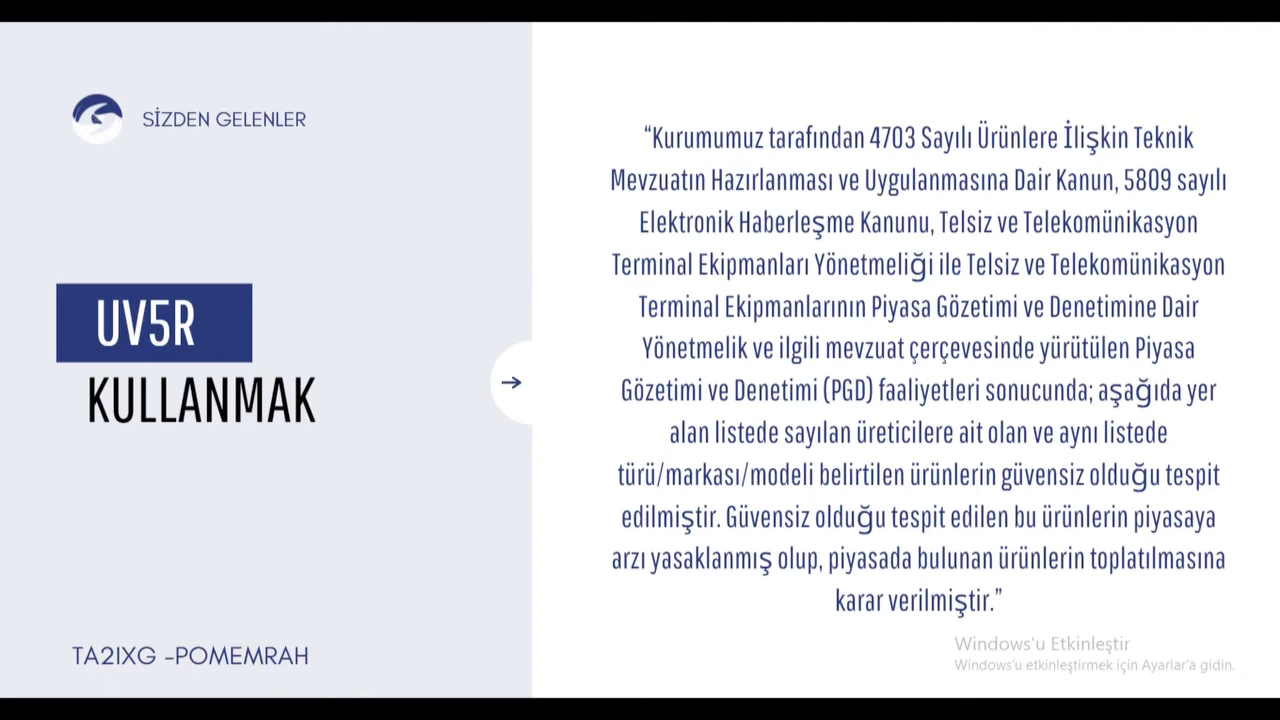 SİZDEN GELENLER
UV5R
KULLANMAK
TA2IXG -POMEMRAH
“Kurumumuz tarafından 4703 Sayılı Ürünlere İlişkin Teknik
Mevzuatın Hazırlanması ve Uygulanmasına Dair Kanun, 5809 sayılı
Elektronik Haberleşme Kanunu, Telsiz ve Telekomünikasyon
Terminal Ekipmanları Yönetmeliği ile Telsiz ve Telekomünikasyon
Terminal Ekipmanlarının Piyasa Gözetimi ve Denetimine Dair
Yönetmelik ve ilgili mevzuat çerçevesinde yürütülen Piyasa
Gözetimi ve Denetimi (PGD) faaliyetleri sonucunda; aşağıda yer
alan listede sayılan üreticilere ait olan ve aynı listede
türü/markası/modeli belirtilen ürünlerin güvensiz olduğu tespit
edilmiştir. Güvensiz olduğu tespit edilen bu ürünlerin piyasaya
arzı yasaklanmış olup, piyasada bulunan ürünlerin toplatılmasına
karar verilmiştir.”
Windows'u Etkinleştir
Windows'u etkinleştirmek için Ayarlar'a gidin.